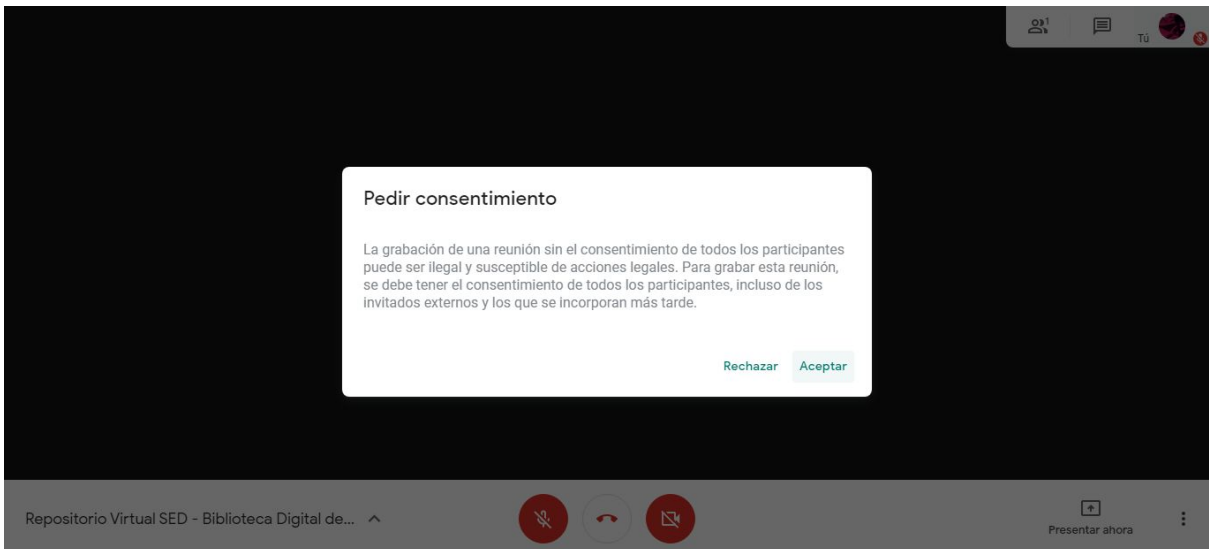 1
Tú
Pedir consentimiento
La grabación de una reunión sin el consentimiento de todos los participantes
puede ser ilegal y susceptible de acciones legales. Para grabar esta reunión,
se debe tener el consentimiento de todos los participantes, incluso de los
invitados externos y los que se incorporan más tarde.
Rechazar Aceptar
Repositorio Virtual SED - Biblioteca Digital de...
Presentar ahora